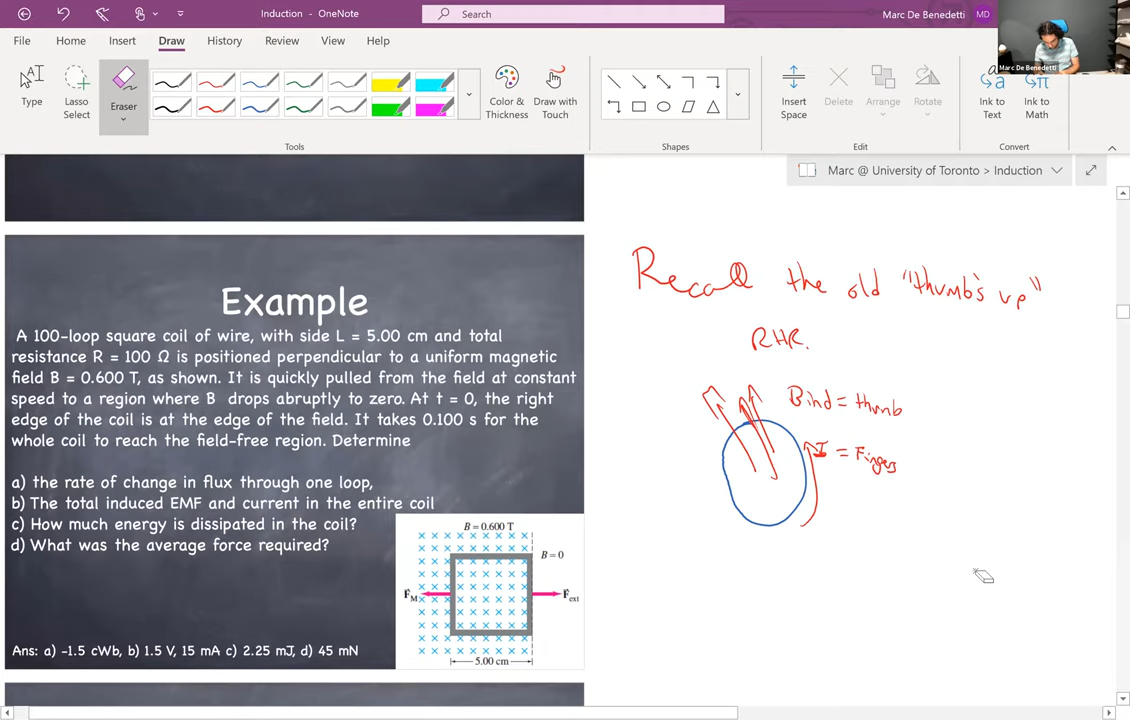 Induction - OneNote
Search
Marc De Benedetti
MD
File
Home
Insert
Draw
History
Review
View
Help
Marc De Benedetti
Type
Lasso Select
Eraser
Color & Thickness
Draw with Touch
Insert Space
Delete
Arrange
Rotate
Ink to Text
Ink to Math
Tools
Shapes
Edit
Convert
Marc @ University of Toronto > Induction
Example
A 100-loop square coil of wire, with side L = 5.00 cm and total
resistance R = 100 Ω is positioned perpendicular to a uniform magnetic
field B = 0.600 T, as shown. It is quickly pulled from the field at constant
speed to a region where B drops abruptly to zero. At t = 0, the right
edge of the coil is at the edge of the field. It takes 0.100 s for the
whole coil to reach the field-free region. Determine
a) the rate of change in flux through one loop,
b) The total induced EMF and current in the entire coil
c) How much energy is dissipated in the coil?
d) What was the average force required?
B = 0.600 T
B = 0
F_M
F_ext
5.00 cm
Ans: a) -1.5 cWb, b) 1.5 V, 15 mA c) 2.25 mJ, d) 45 mN
Recall the old "thumb's up"
RHR.
Bind = thumb
I = Fingers